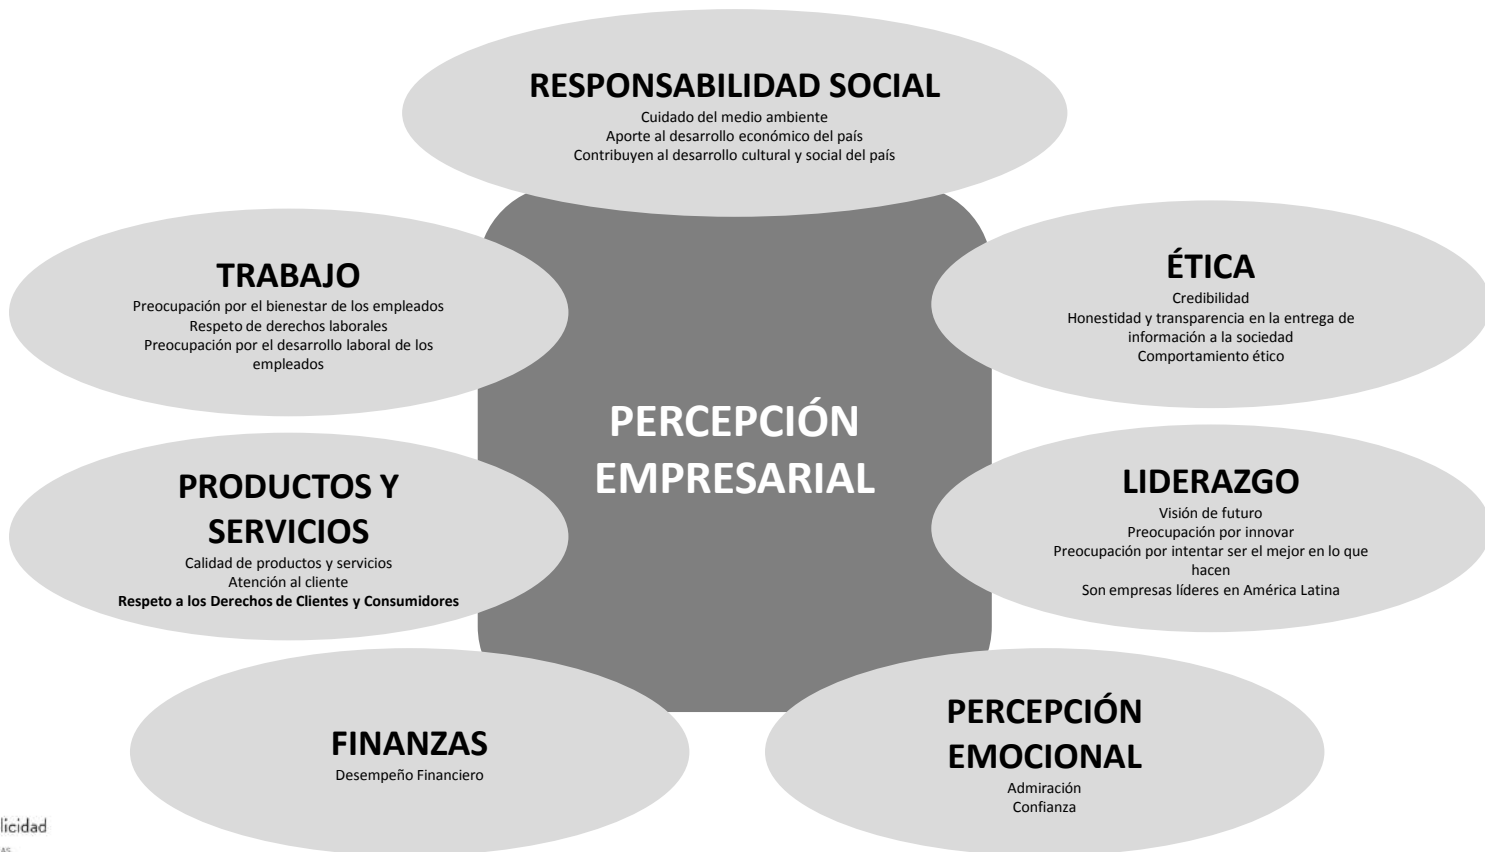 RESPONSABILIDAD SOCIAL
Cuidado del medio ambiente
Aporte al desarrollo económico del país
Contribuyen al desarrollo cultural y social del país
TRABAJO
Preocupación por el bienestar de los empleados
Respeto de derechos laborales
Preocupación por el desarrollo laboral de los
empleados
ÉTICA
Credibilidad
Honestidad y transparencia en la entrega de
información a la sociedad
Comportamiento ético
PERCEPCIÓN
EMPRESARIAL
PRODUCTOS Y
SERVICIOS
Calidad de productos y servicios
Atención al cliente
Respeto a los Derechos de Clientes y Consumidores
LIDERAZGO
Visión de futuro
Preocupación por innovar
Preocupación por intentar ser el mejor en lo que
hacen
Son empresas líderes en América Latina
FINANZAS
Desempeño Financiero
PERCEPCIÓN
EMOCIONAL
Admiración
Confianza
licidad